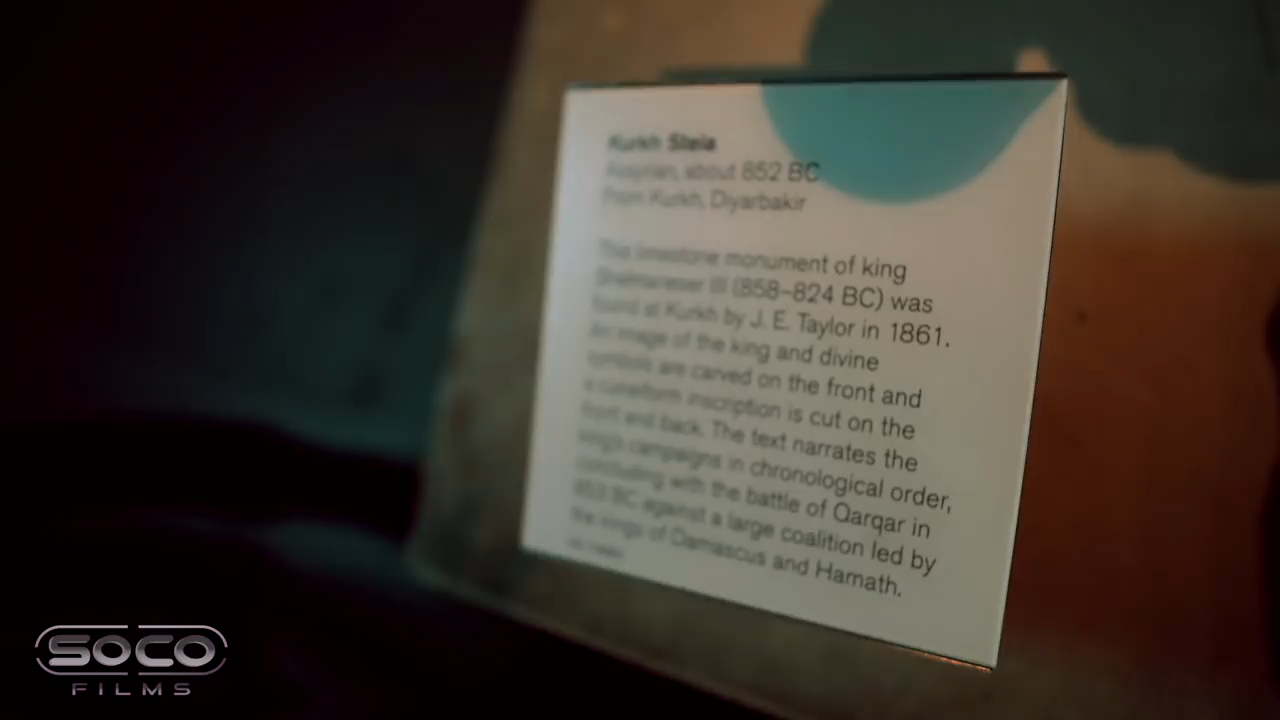 Kurkh Stela
Assyrian, about 852 BC
From Kurkh, Diyarbakir
This limestone monument of king
Shalmaneser III (858–824 BC) was
found at Kurkh by J. E. Taylor in 1861.
An image of the king and divine
symbols are carved on the front and
a cuneiform inscription is cut on the
front and back. The text narrates the
king's campaigns in chronological order,
concluding with the battle of Qarqar in
853 BC against a large coalition led by
the kings of Damascus and Hamath.
SOCO
FILMS